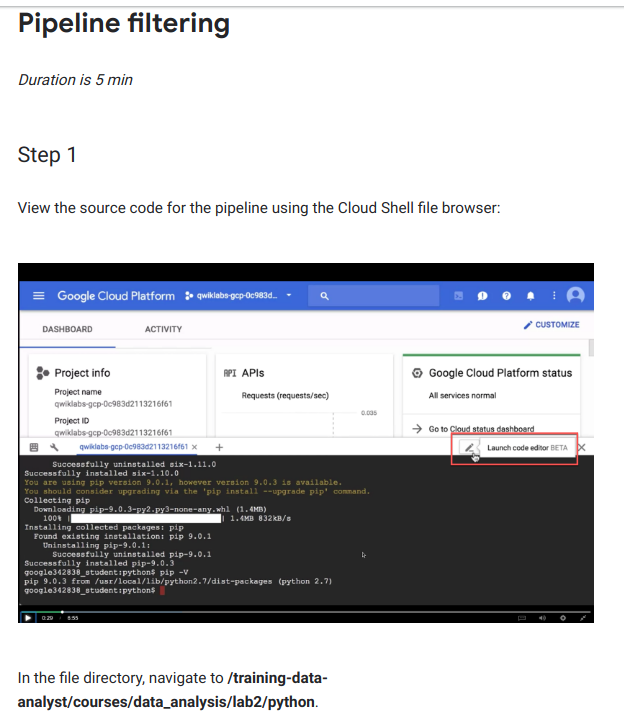 Pipeline filtering
Duration is 5 min
Step 1
View the source code for the pipeline using the Cloud Shell file browser:
Google Cloud Platform
qwiklabs-gcp-0c983d...
DASHBOARD
ACTIVITY
CUSTOMIZE
Project info
Project name
qwiklabs-gcp-0c983d2113216f61
Project ID
qwiklabs-gcp-0c983d2113216f61
API APIs
Requests (requests/sec)
0.035
Google Cloud Platform status
All services normal
Go to Cloud status dashboard
qwiklabs-gcp-0c983d2113216f61 × +
Launch code editor BETA
Successfully uninstalled six-1.11.0
Successfully installed six-1.10.0
You are using pip version 9.0.1, however version 9.0.3 is available.
You should consider upgrading via the 'pip install --upgrade pip' command.
Collecting pip
Downloading pip-9.0.3-py2.py3-none-any.whl (1.4MB)
100% | | 1.4MB 832kB/s
Installing collected packages: pip
Found existing installation: pip 9.0.1
Uninstalling pip-9.0.1:
Successfully uninstalled pip-9.0.1
Successfully installed pip-9.0.3
google342838_student:python$ pip -V
pip 9.0.3 from /usr/local/lib/python2.7/dist-packages (python 2.7)
google342838_student:python$
0:29 8:55
In the file directory, navigate to /training-data-
analyst/courses/data_analysis/lab2/python.